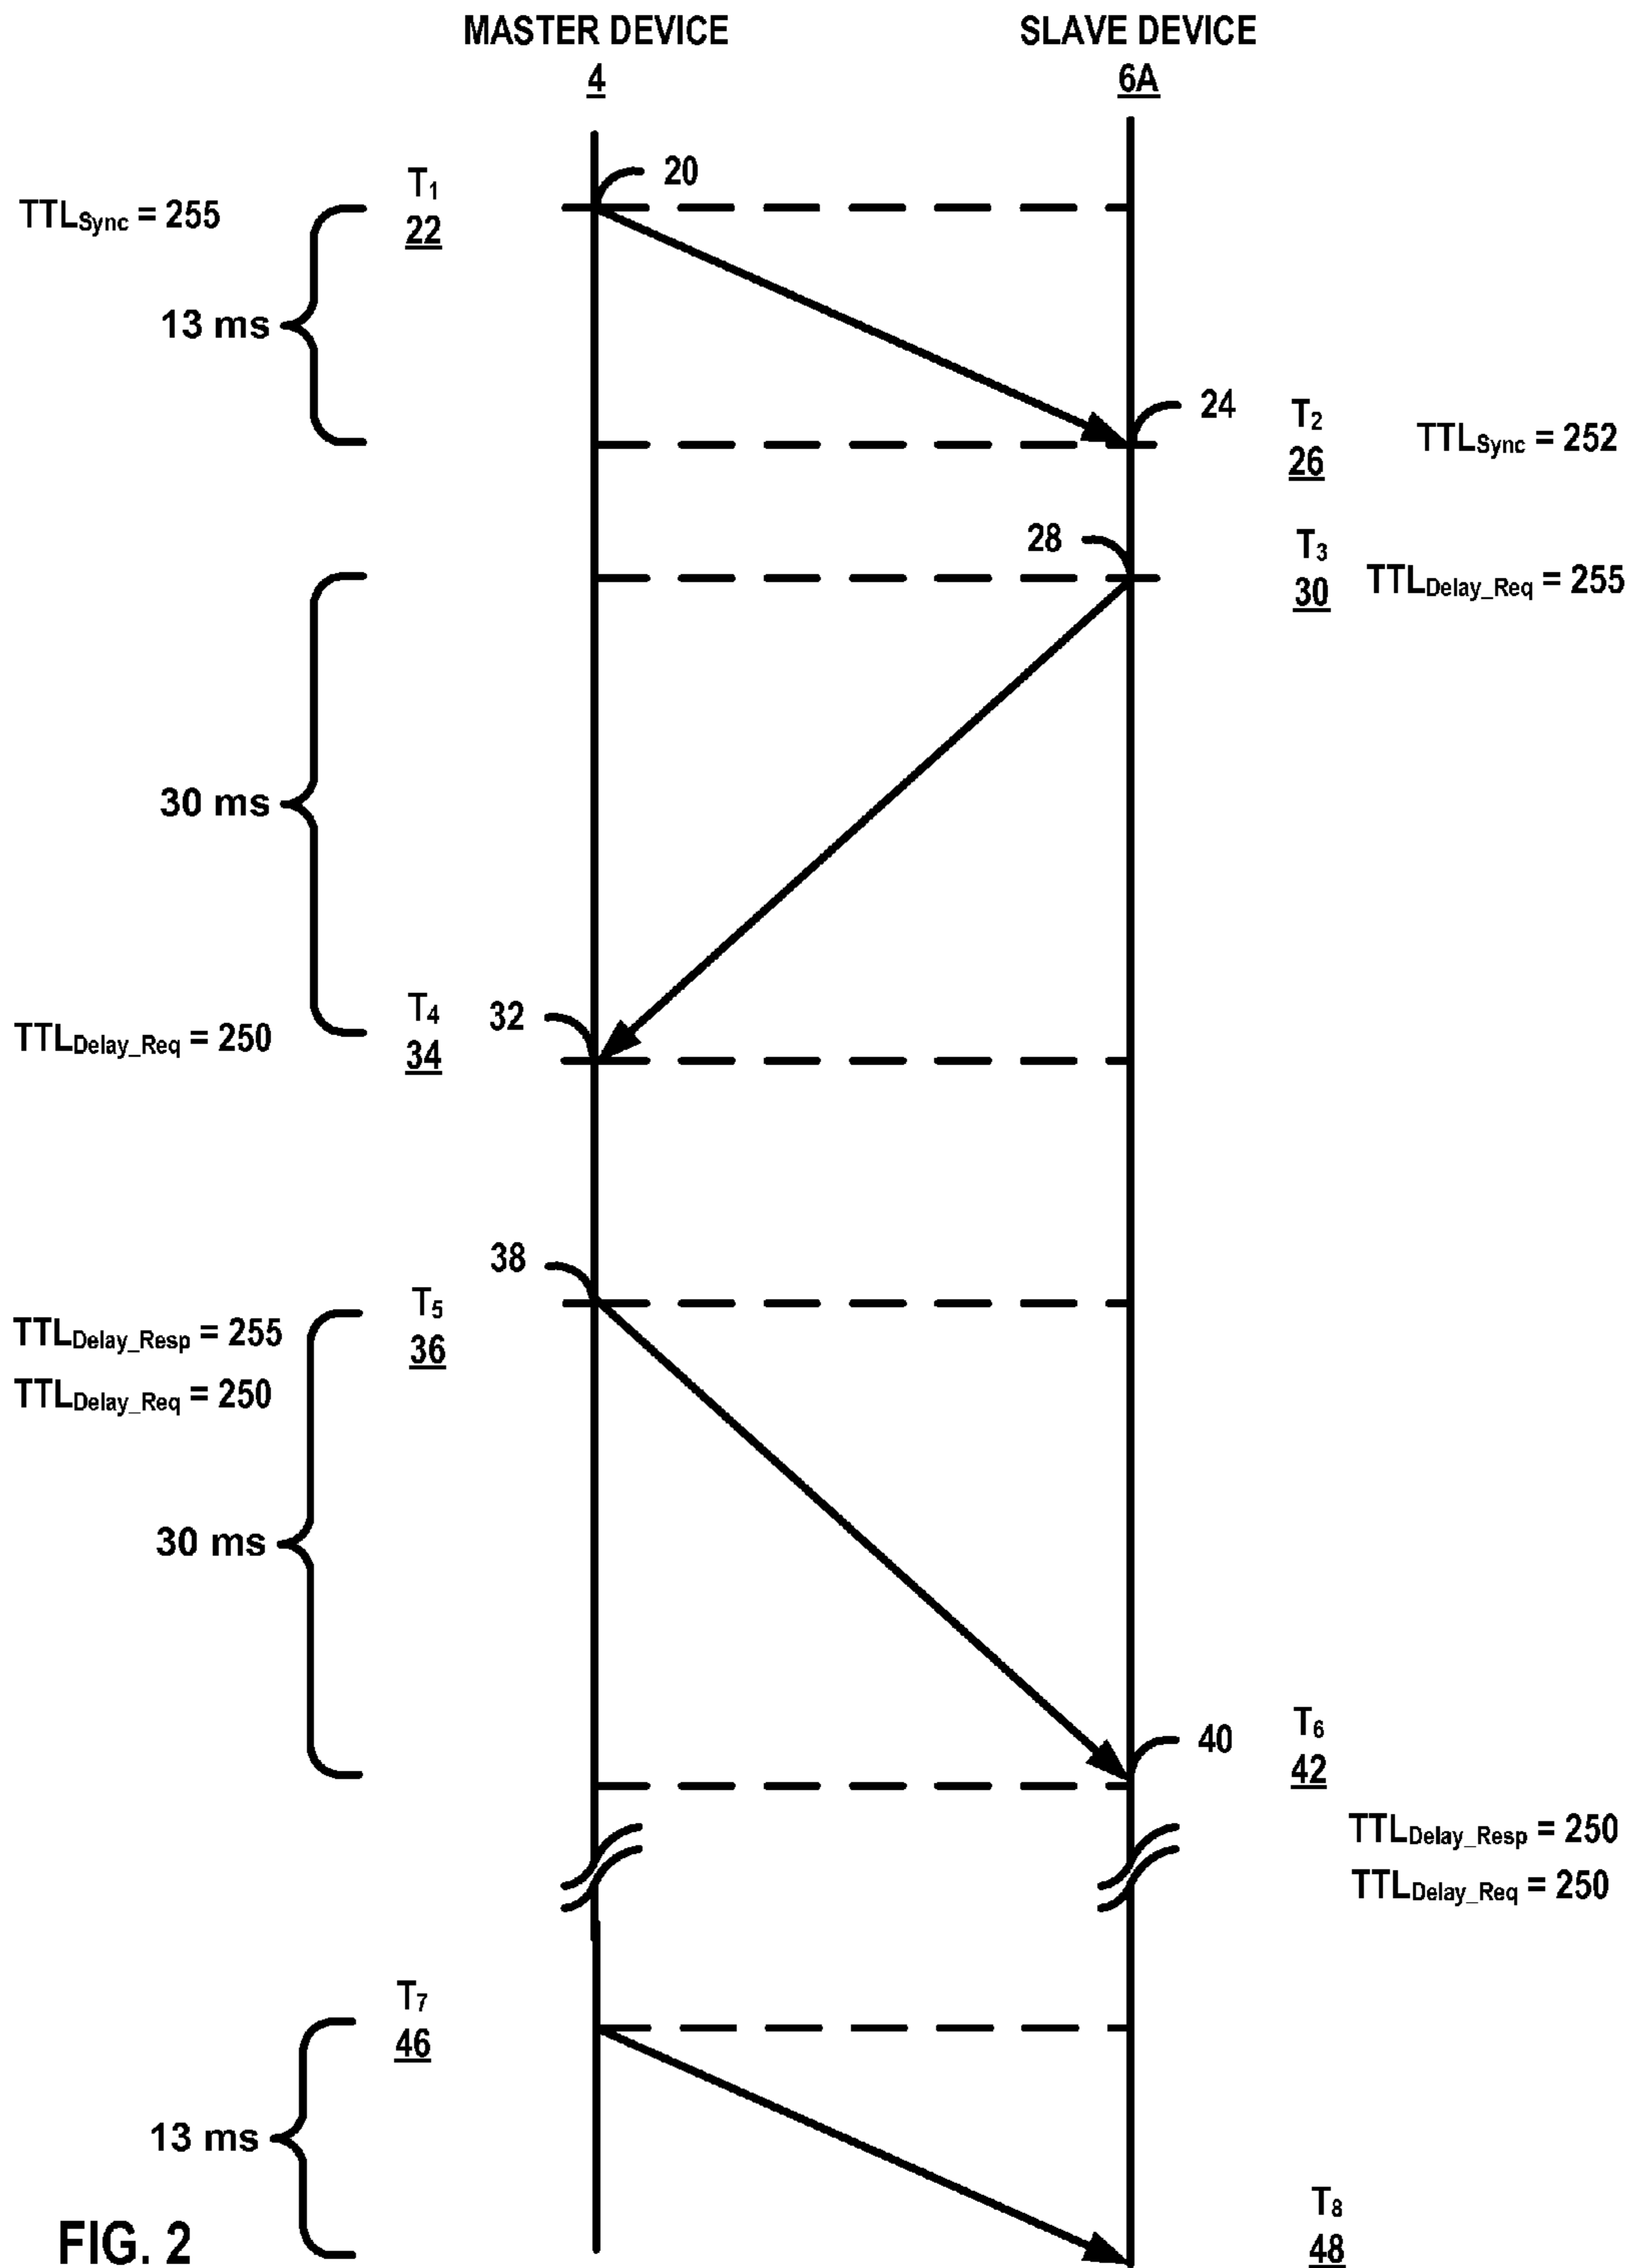 MASTER DEVICE
4
SLAVE DEVICE
6A
T1
22
20
TTLSync = 255
13 ms
24
T2
26
TTLSync = 252
28
T3
30
TTLDelay_Req = 255
30 ms
T4
34
32
TTLDelay_Req = 250
38
T5
36
TTLDelay_Resp = 255
TTLDelay_Req = 250
30 ms
40
T6
42
TTLDelay_Resp = 250
TTLDelay_Req = 250
T7
46
13 ms
T8
48
FIG. 2